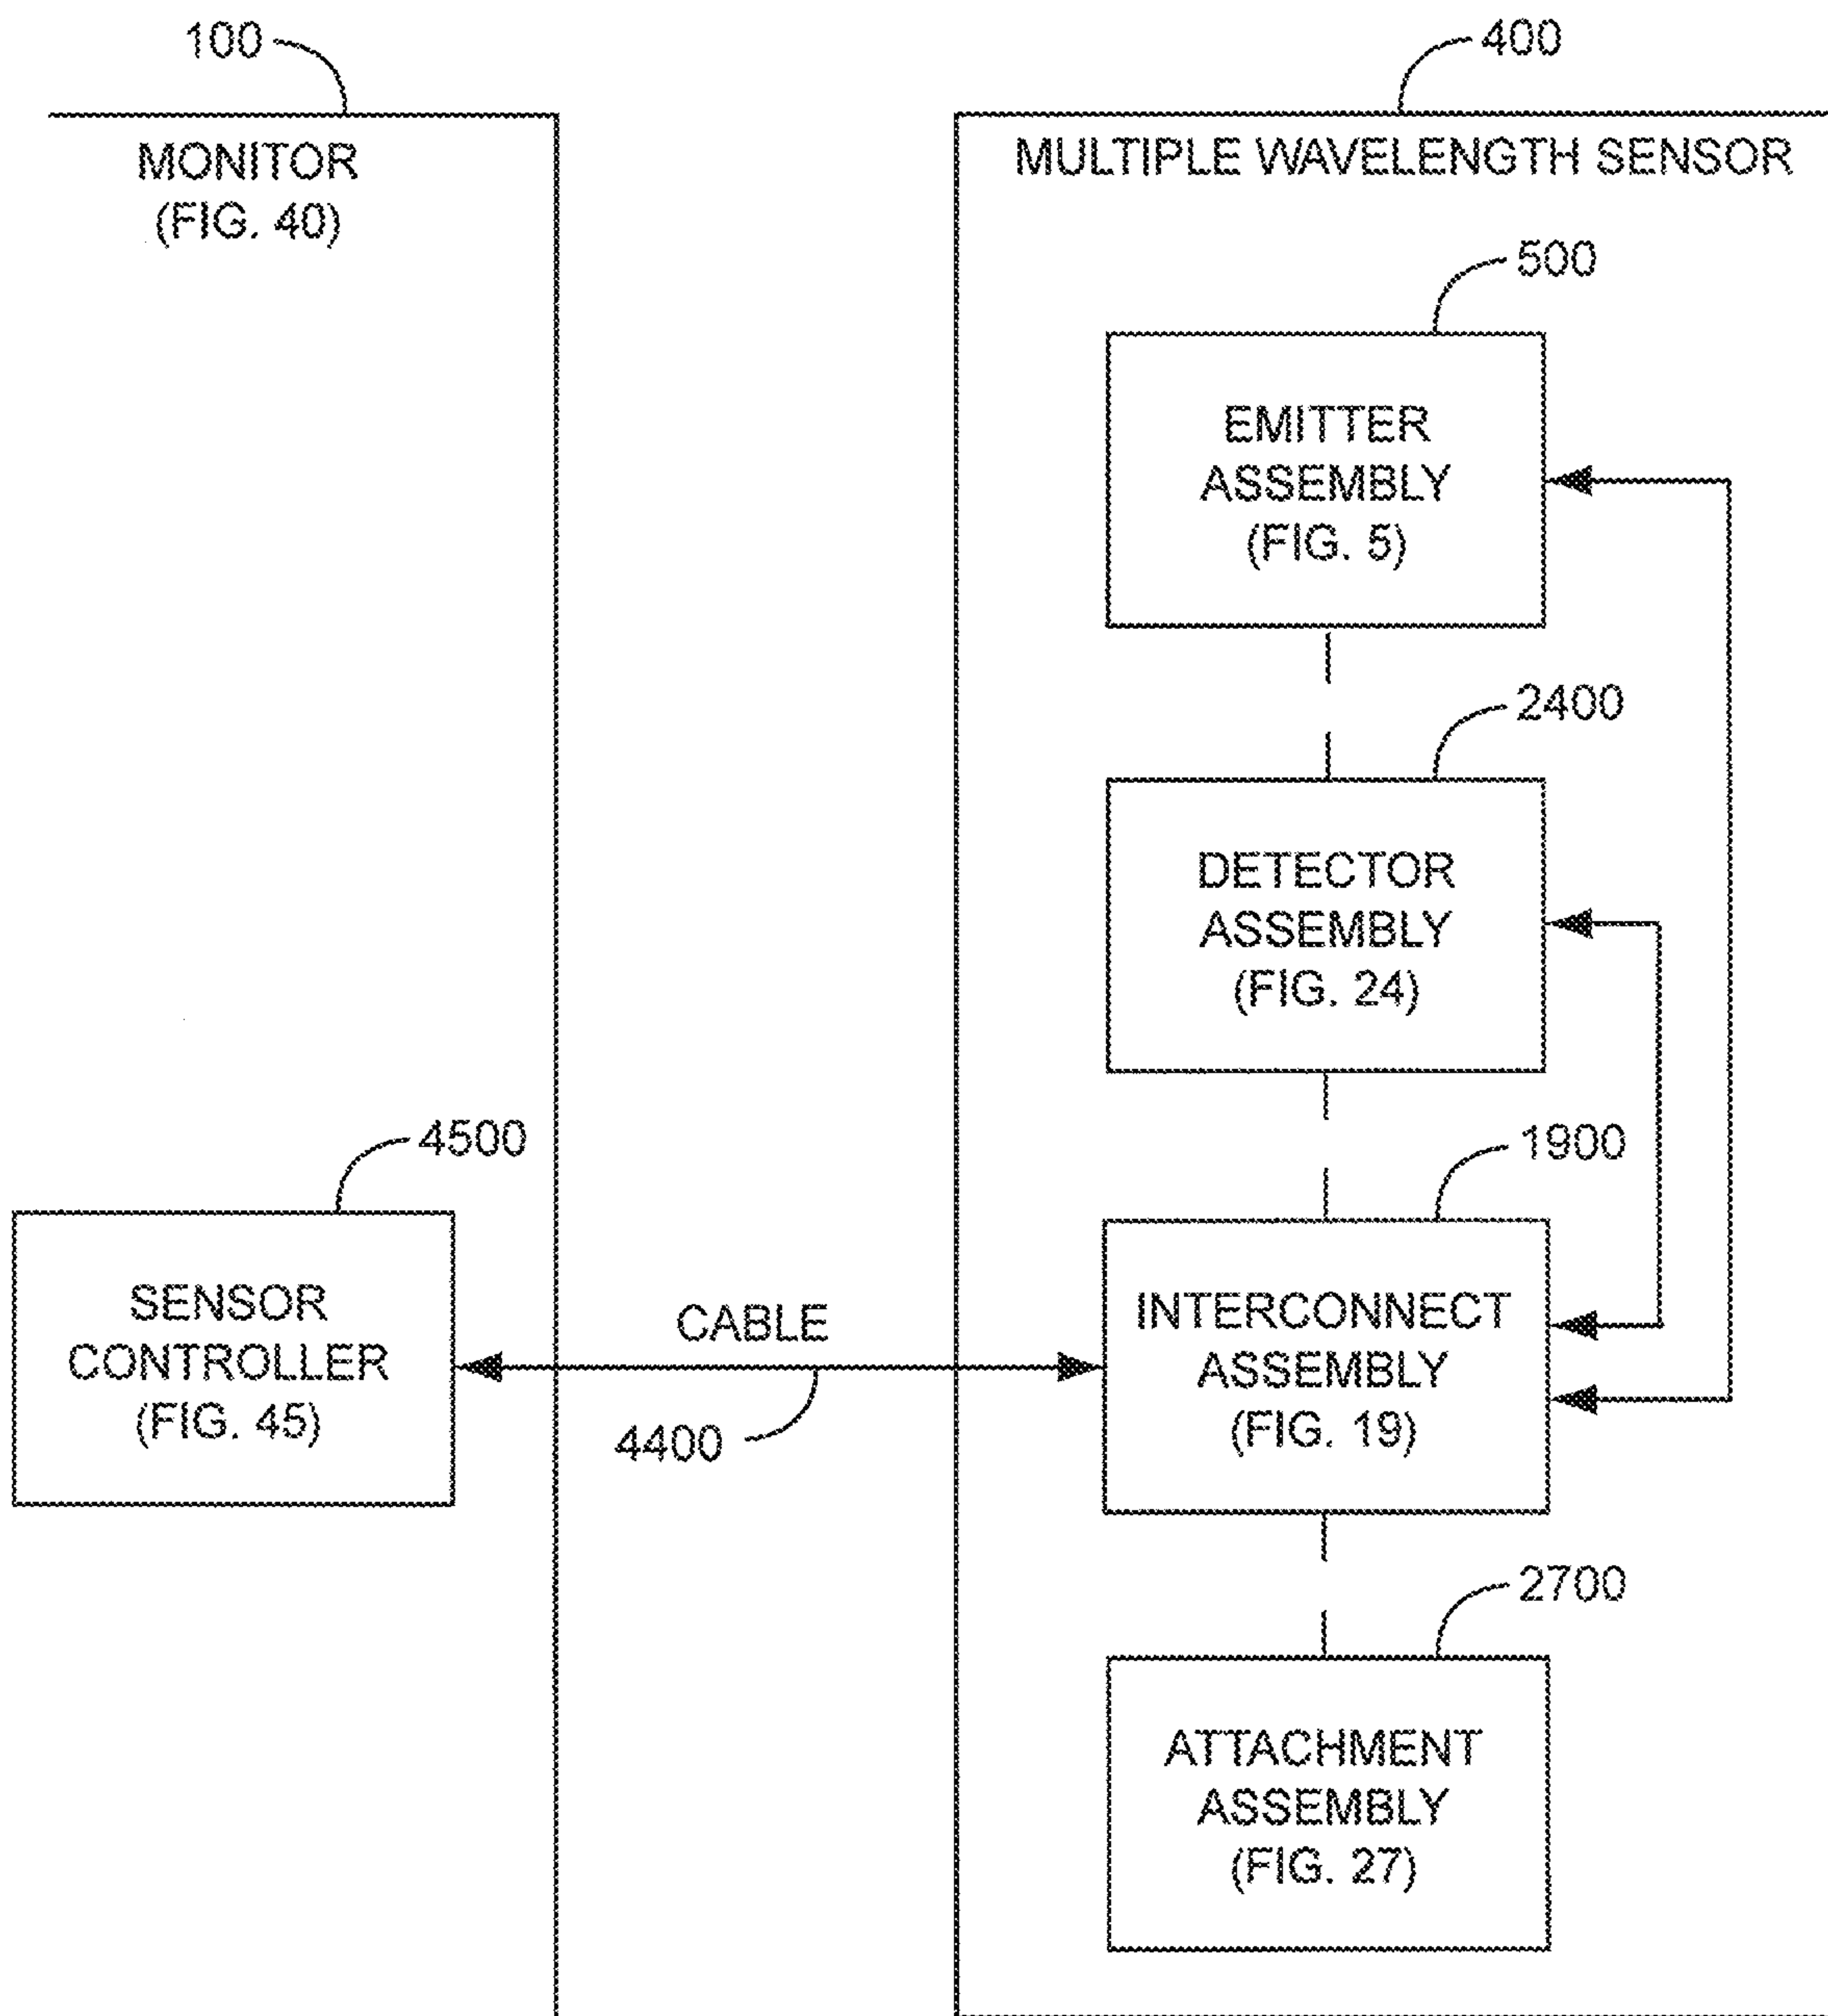 100
MONITOR
(FIG. 40)
4500
SENSOR
CONTROLLER
(FIG. 45)
CABLE
4400
400
MULTIPLE WAVELENGTH SENSOR
500
EMITTER
ASSEMBLY
(FIG. 5)
2400
DETECTOR
ASSEMBLY
(FIG. 24)
1900
INTERCONNECT
ASSEMBLY
(FIG. 19)
2700
ATTACHMENT
ASSEMBLY
(FIG. 27)